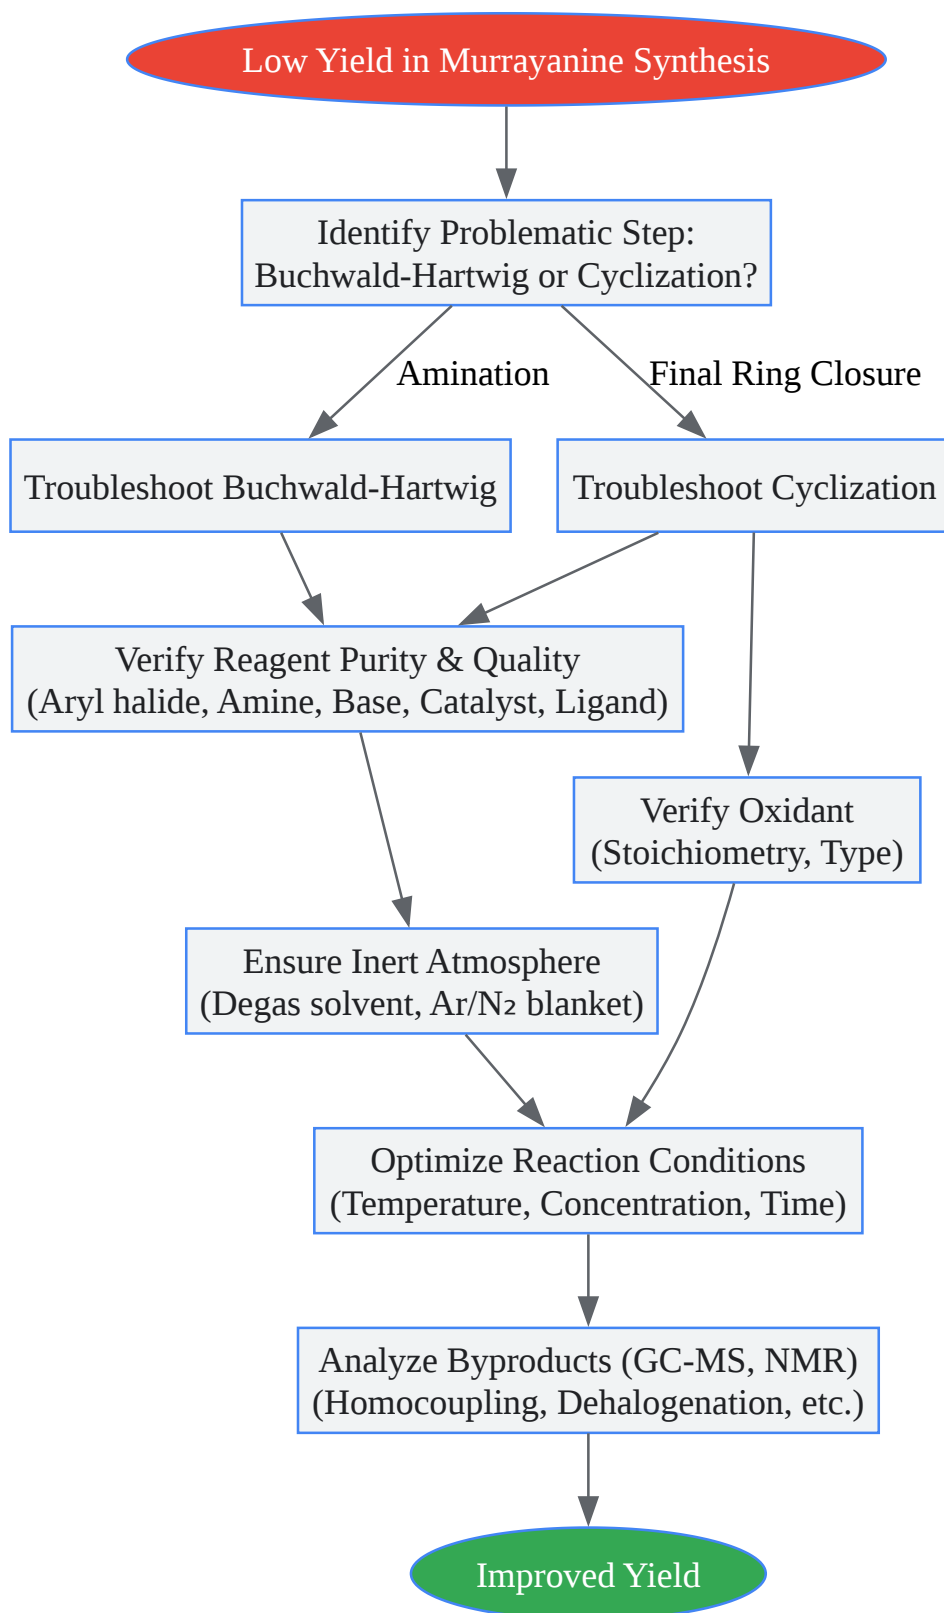 Low Yield in Murrayanine Synthesis
Identify Problematic Step:
Buchwald-Hartwig or Cyclization?
Amination
Final Ring Closure
Troubleshoot Buchwald-Hartwig
Troubleshoot Cyclization
Verify Reagent Purity & Quality
(Aryl halide, Amine, Base, Catalyst, Ligand)
Verify Oxidant
(Stoichiometry, Type)
Ensure Inert Atmosphere
(Degas solvent, Ar/N₂ blanket)
Optimize Reaction Conditions
(Temperature, Concentration, Time)
Analyze Byproducts (GC-MS, NMR)
(Homocoupling, Dehalogenation, etc.)
Improved Yield